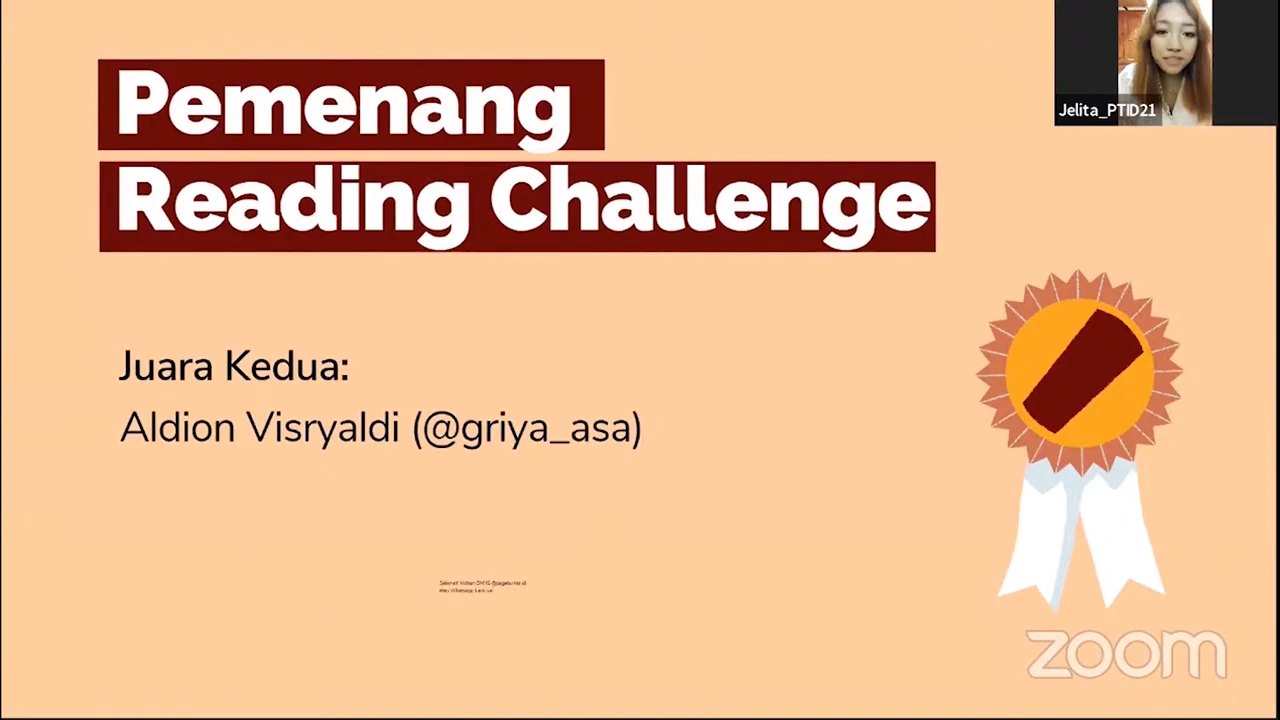 Pemenang
Reading Challenge
Jelita_PTID21
Juara Kedua:
Aldion Visryaldi (@griya_asa)
zoom